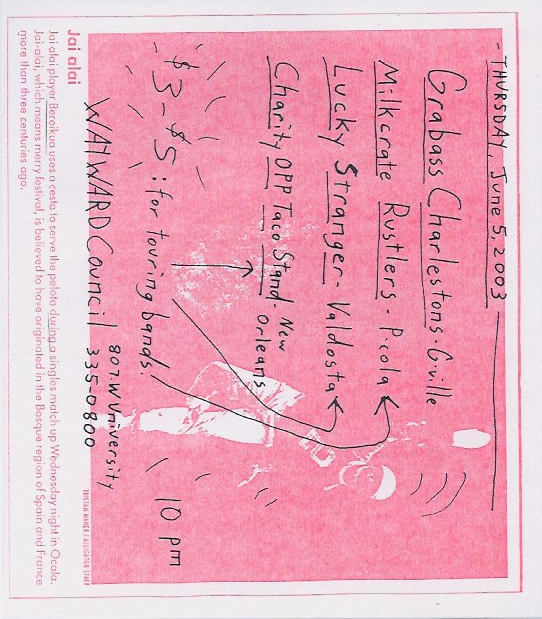 - THURSDAY, June 5, 2003
Grabass Charlestons - G-ville
Milkcrate Rustlers - P-cola
Lucky Stranger - Valdosta
Charity OPP Taco Stand - New Orleans
$3-$5 : for touring bands!
10 pm
WAYWARD Council 807 W University
335-0800
TRISTAN HARPER / ALLIGATOR STAFF
Jai alai
Jai alai player Beroikua uses a cesta to serve the pelota during a singles match up Wednesday night in Ocala.
Jai-alai, which means merry festival, is believed to have originated in the Basque region of Spain and France
more than three centuries ago.